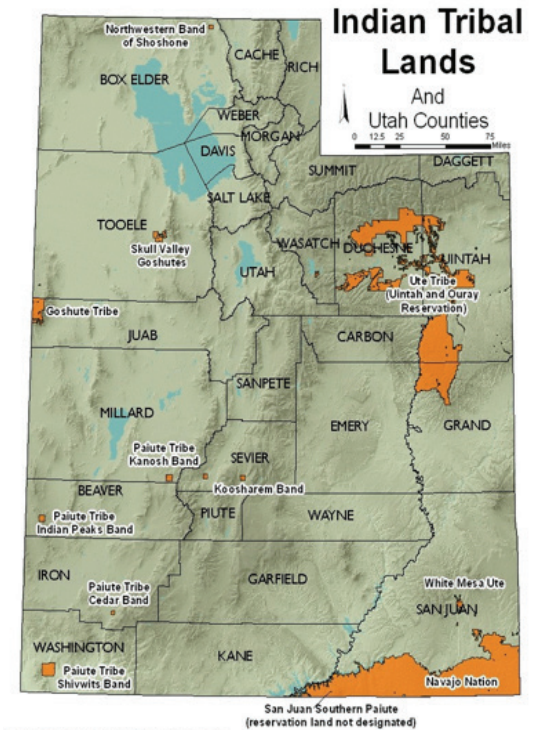 Indian Tribal
Lands
And
Utah Counties
0 12.5 25 50 75
Miles
Northwestern Band
of Shoshone
CACHE
RICH
BOX ELDER
WEBER
MORGAN
DAVIS
SUMMIT
DAGGETT
SALT LAKE
TOOELE
Skull Valley
Goshutes
WASATCH
DUCHESNE
UINTAH
UTAH
Ute Tribe
(Uintah and Ouray
Reservation)
Goshute Tribe
JUAB
CARBON
SANPETE
MILLARD
EMERY
GRAND
Paiute Tribe
Kanosh Band
SEVIER
Koosharem Band
BEAVER
Paiute Tribe
Indian Peaks Band
PIUTE
WAYNE
IRON
Paiute Tribe
Cedar Band
GARFIELD
White Mesa Ute
SAN JUAN
WASHINGTON
Paiute Tribe
Shivwits Band
KANE
Navajo Nation
San Juan Southern Paiute
(reservation land not designated)